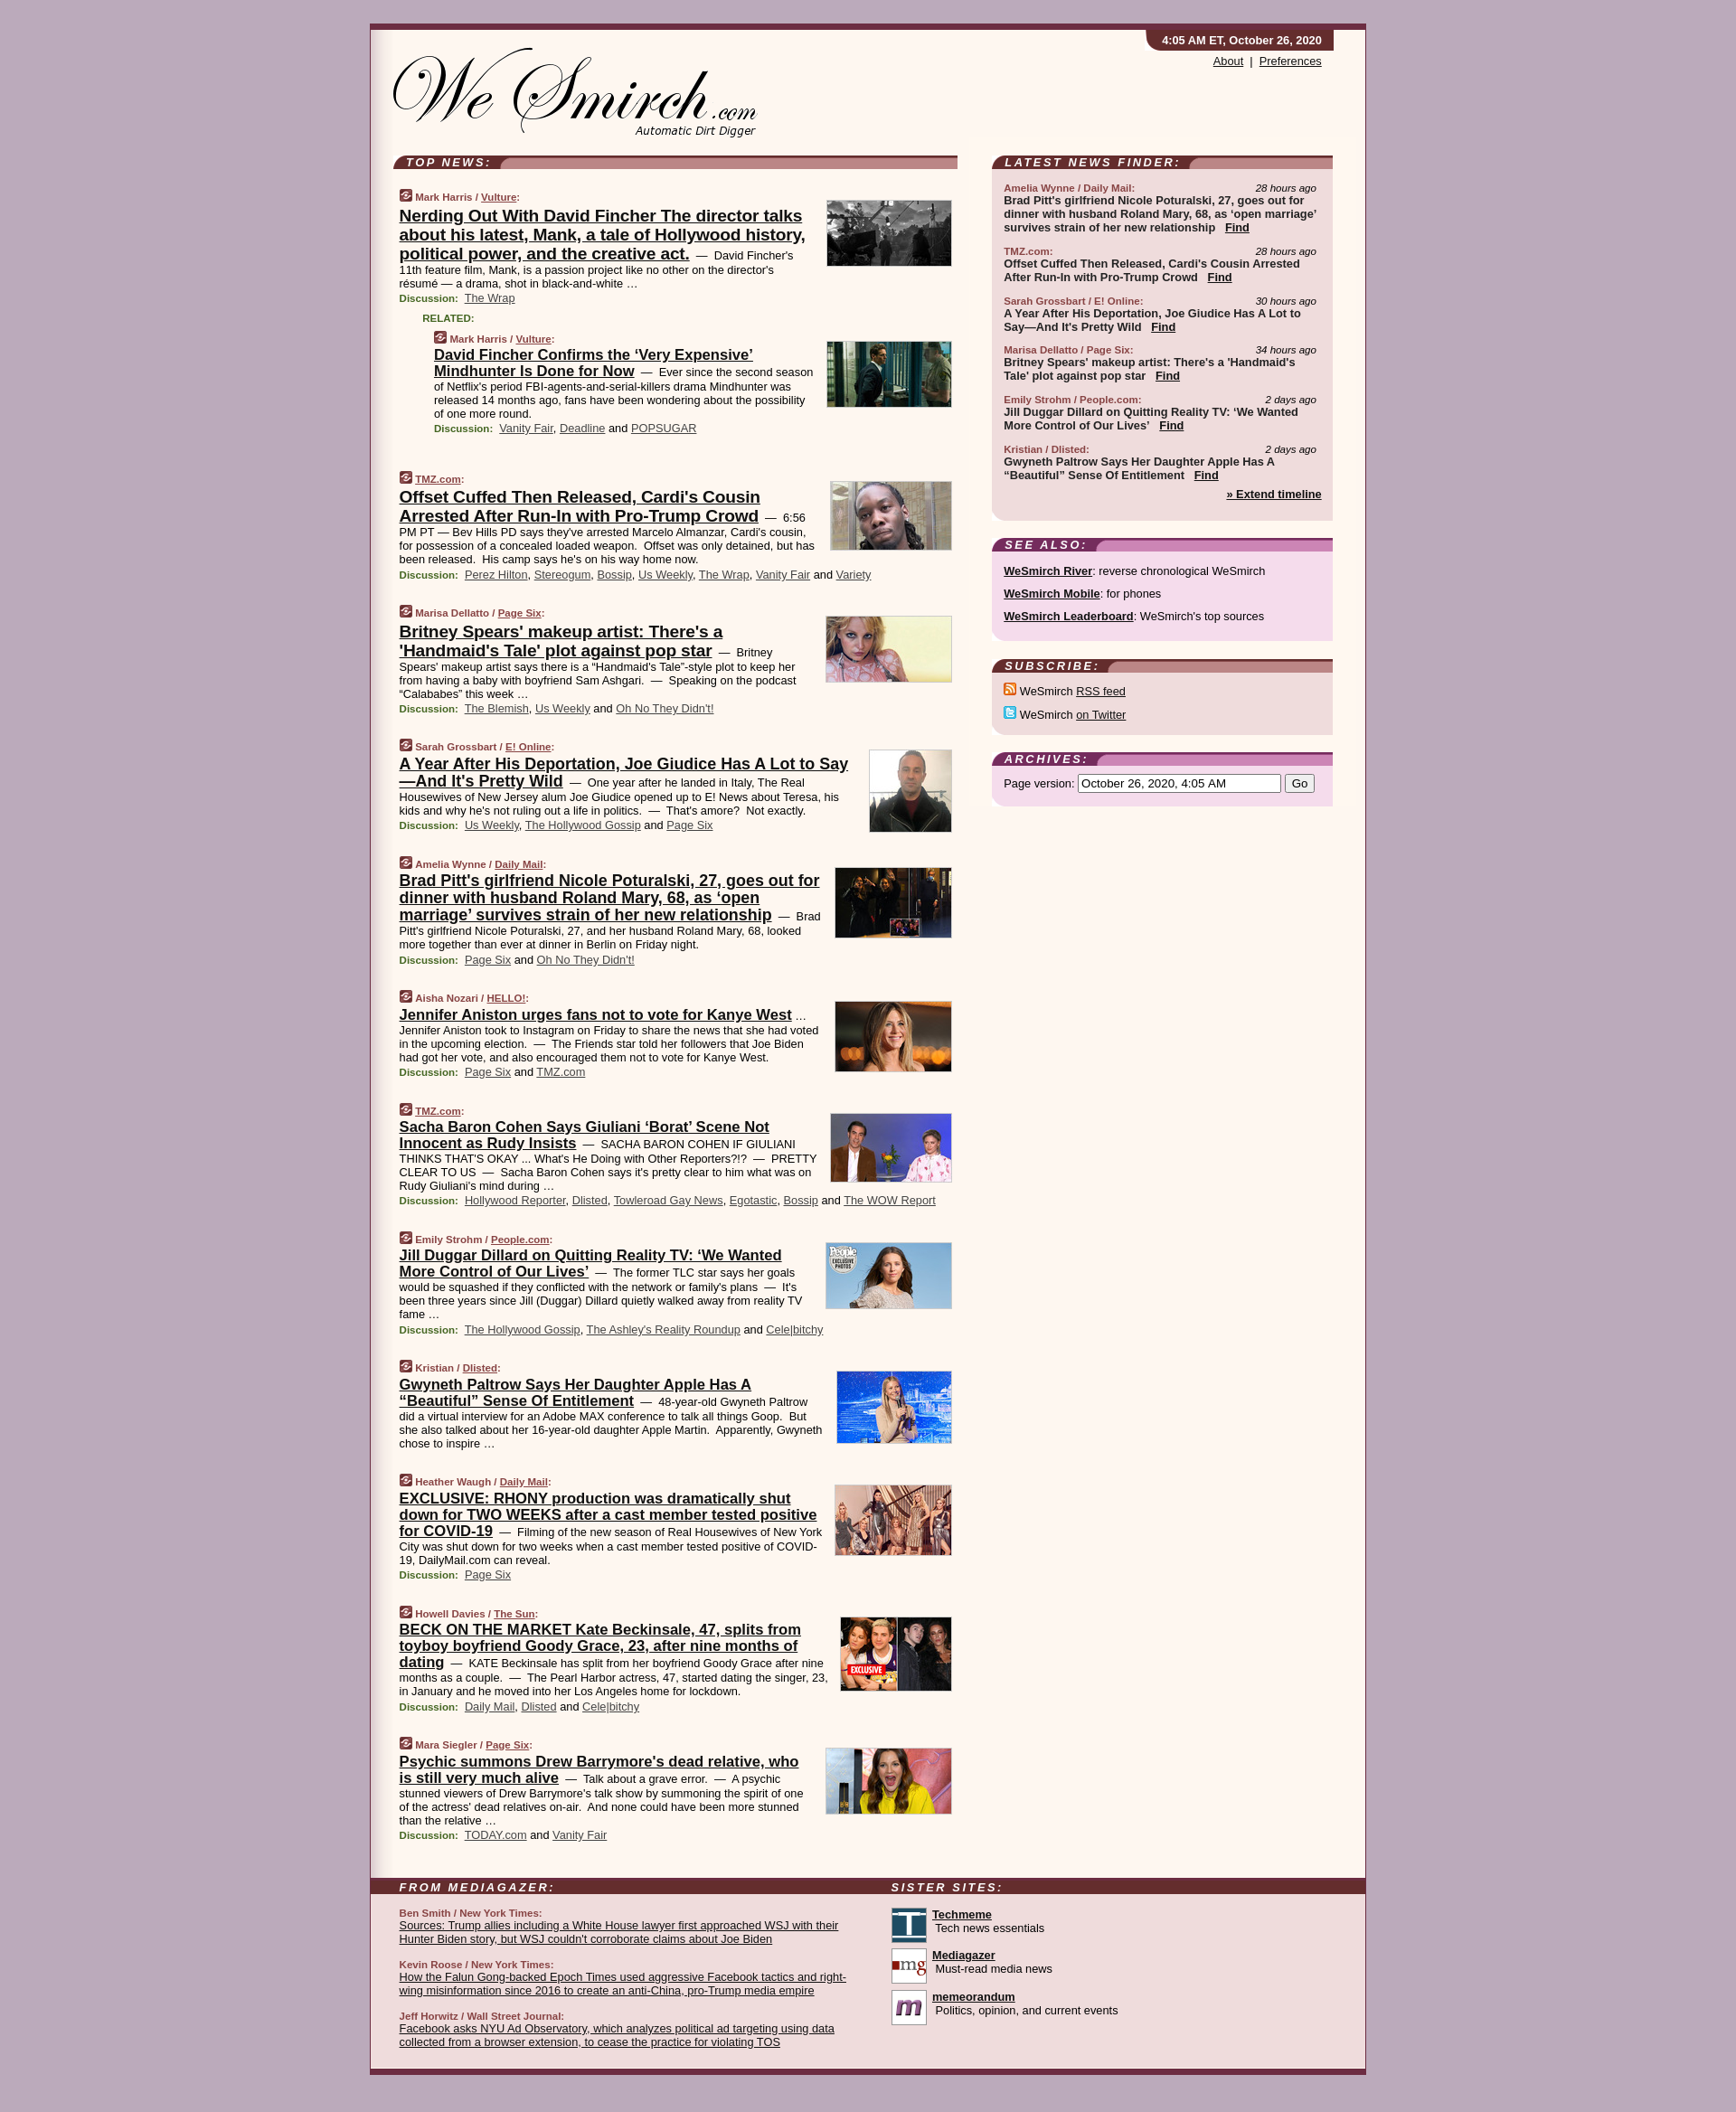 4:05 AM ET, October 26, 2020
About | Preferences
We Smirch .com
Automatic Dirt Digger
TOP NEWS:
Mark Harris / Vulture:
Nerding Out With David Fincher The director talks
about his latest, Mank, a tale of Hollywood history,
political power, and the creative act. — David Fincher's
11th feature film, Mank, is a passion project like no other on the director's
résumé — a drama, shot in black-and-white …
Discussion: The Wrap
RELATED:
Mark Harris / Vulture:
David Fincher Confirms the ‘Very Expensive’
Mindhunter Is Done for Now — Ever since the second season
of Netflix's period FBI-agents-and-serial-killers drama Mindhunter was
released 14 months ago, fans have been wondering about the possibility
of one more round.
Discussion: Vanity Fair, Deadline and POPSUGAR
TMZ.com:
Offset Cuffed Then Released, Cardi's Cousin
Arrested After Run-In with Pro-Trump Crowd — 6:56
PM PT — Bev Hills PD says they've arrested Marcelo Almanzar, Cardi's cousin,
for possession of a concealed loaded weapon. Offset was only detained, but has
been released. His camp says he's on his way home now.
Discussion: Perez Hilton, Stereogum, Bossip, Us Weekly, The Wrap, Vanity Fair and Variety
Marisa Dellatto / Page Six:
Britney Spears' makeup artist: There's a
'Handmaid's Tale' plot against pop star — Britney
Spears' makeup artist says there is a “Handmaid's Tale”-style plot to keep her
from having a baby with boyfriend Sam Ashgari. — Speaking on the podcast
“Calababes” this week …
Discussion: The Blemish, Us Weekly and Oh No They Didn't!
Sarah Grossbart / E! Online:
A Year After His Deportation, Joe Giudice Has A Lot to Say
—And It's Pretty Wild — One year after he landed in Italy, The Real
Housewives of New Jersey alum Joe Giudice opened up to E! News about Teresa, his
kids and why he's not ruling out a life in politics. — That's amore? Not exactly.
Discussion: Us Weekly, The Hollywood Gossip and Page Six
Amelia Wynne / Daily Mail:
Brad Pitt's girlfriend Nicole Poturalski, 27, goes out for
dinner with husband Roland Mary, 68, as ‘open
marriage’ survives strain of her new relationship — Brad
Pitt's girlfriend Nicole Poturalski, 27, and her husband Roland Mary, 68, looked
more together than ever at dinner in Berlin on Friday night.
Discussion: Page Six and Oh No They Didn't!
Aisha Nozari / HELLO!:
Jennifer Aniston urges fans not to vote for Kanye West …
Jennifer Aniston took to Instagram on Friday to share the news that she had voted
in the upcoming election. — The Friends star told her followers that Joe Biden
had got her vote, and also encouraged them not to vote for Kanye West.
Discussion: Page Six and TMZ.com
TMZ.com:
Sacha Baron Cohen Says Giuliani ‘Borat’ Scene Not
Innocent as Rudy Insists — SACHA BARON COHEN IF GIULIANI
THINKS THAT'S OKAY ... What's He Doing with Other Reporters?!? — PRETTY
CLEAR TO US — Sacha Baron Cohen says it's pretty clear to him what was on
Rudy Giuliani's mind during …
Discussion: Hollywood Reporter, Dlisted, Towleroad Gay News, Egotastic, Bossip and The WOW Report
Emily Strohm / People.com:
Jill Duggar Dillard on Quitting Reality TV: ‘We Wanted
More Control of Our Lives’ — The former TLC star says her goals
would be squashed if they conflicted with the network or family's plans — It's
been three years since Jill (Duggar) Dillard quietly walked away from reality TV
fame …
Discussion: The Hollywood Gossip, The Ashley's Reality Roundup and Cele|bitchy
People
EXCLUSIVE
PHOTOS
Kristian / Dlisted:
Gwyneth Paltrow Says Her Daughter Apple Has A
“Beautiful” Sense Of Entitlement — 48-year-old Gwyneth Paltrow
did a virtual interview for an Adobe MAX conference to talk all things Goop. But
she also talked about her 16-year-old daughter Apple Martin. Apparently, Gwyneth
chose to inspire …
Heather Waugh / Daily Mail:
EXCLUSIVE: RHONY production was dramatically shut
down for TWO WEEKS after a cast member tested positive
for COVID-19 — Filming of the new season of Real Housewives of New York
City was shut down for two weeks when a cast member tested positive of COVID-
19, DailyMail.com can reveal.
Discussion: Page Six
Howell Davies / The Sun:
BECK ON THE MARKET Kate Beckinsale, 47, splits from
toyboy boyfriend Goody Grace, 23, after nine months of
dating — KATE Beckinsale has split from her boyfriend Goody Grace after nine
months as a couple. — The Pearl Harbor actress, 47, started dating the singer, 23,
in January and he moved into her Los Angeles home for lockdown.
Discussion: Daily Mail, Dlisted and Cele|bitchy
EXCLUSIVE
Mara Siegler / Page Six:
Psychic summons Drew Barrymore's dead relative, who
is still very much alive — Talk about a grave error. — A psychic
stunned viewers of Drew Barrymore's talk show by summoning the spirit of one
of the actress' dead relatives on-air. And none could have been more stunned
than the relative …
Discussion: TODAY.com and Vanity Fair
LATEST NEWS FINDER:
Amelia Wynne / Daily Mail: 28 hours ago
Brad Pitt's girlfriend Nicole Poturalski, 27, goes out for
dinner with husband Roland Mary, 68, as ‘open marriage’
survives strain of her new relationship Find
TMZ.com: 28 hours ago
Offset Cuffed Then Released, Cardi's Cousin Arrested
After Run-In with Pro-Trump Crowd Find
Sarah Grossbart / E! Online: 30 hours ago
A Year After His Deportation, Joe Giudice Has A Lot to
Say—And It's Pretty Wild Find
Marisa Dellatto / Page Six: 34 hours ago
Britney Spears' makeup artist: There's a 'Handmaid's
Tale' plot against pop star Find
Emily Strohm / People.com: 2 days ago
Jill Duggar Dillard on Quitting Reality TV: ‘We Wanted
More Control of Our Lives’ Find
Kristian / Dlisted: 2 days ago
Gwyneth Paltrow Says Her Daughter Apple Has A
“Beautiful” Sense Of Entitlement Find
» Extend timeline
SEE ALSO:
WeSmirch River: reverse chronological WeSmirch
WeSmirch Mobile: for phones
WeSmirch Leaderboard: WeSmirch's top sources
SUBSCRIBE:
WeSmirch RSS feed
WeSmirch on Twitter
ARCHIVES:
Page version: October 26, 2020, 4:05 AM Go
FROM MEDIAGAZER:
Ben Smith / New York Times:
Sources: Trump allies including a White House lawyer first approached WSJ with their
Hunter Biden story, but WSJ couldn't corroborate claims about Joe Biden
Kevin Roose / New York Times:
How the Falun Gong-backed Epoch Times used aggressive Facebook tactics and right-
wing misinformation since 2016 to create an anti-China, pro-Trump media empire
Jeff Horwitz / Wall Street Journal:
Facebook asks NYU Ad Observatory, which analyzes political ad targeting using data
collected from a browser extension, to cease the practice for violating TOS
SISTER SITES:
T
Techmeme
Tech news essentials
mg
Mediagazer
Must-read media news
m
memeorandum
Politics, opinion, and current events